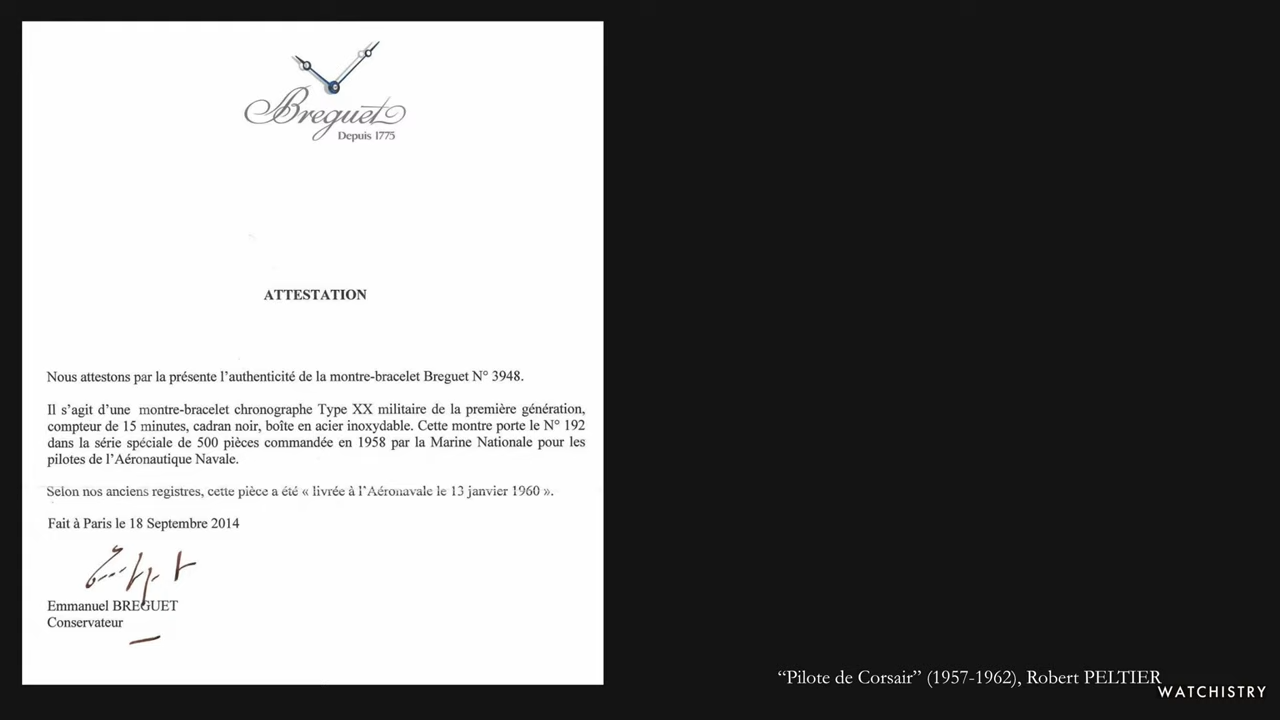 Breguet
Depuis 1775
ATTESTATION
Nous attestons par la présente l’authenticité de la montre-bracelet Breguet N° 3948.
Il s’agit d’une montre-bracelet chronographe Type XX militaire de la première génération,
compteur de 15 minutes, cadran noir, boîte en acier inoxydable. Cette montre porte le N° 192
dans la série spéciale de 500 pièces commandée en 1958 par la Marine Nationale pour les
pilotes de l’Aéronautique Navale.
Selon nos anciens registres, cette pièce a été « livrée à l’Aéronavale le 13 janvier 1960 ».
Fait à Paris le 18 Septembre 2014
Emmanuel BREGUET
Conservateur
“Pilote de Corsair” (1957-1962), Robert PELTIER
WATCHISTRY